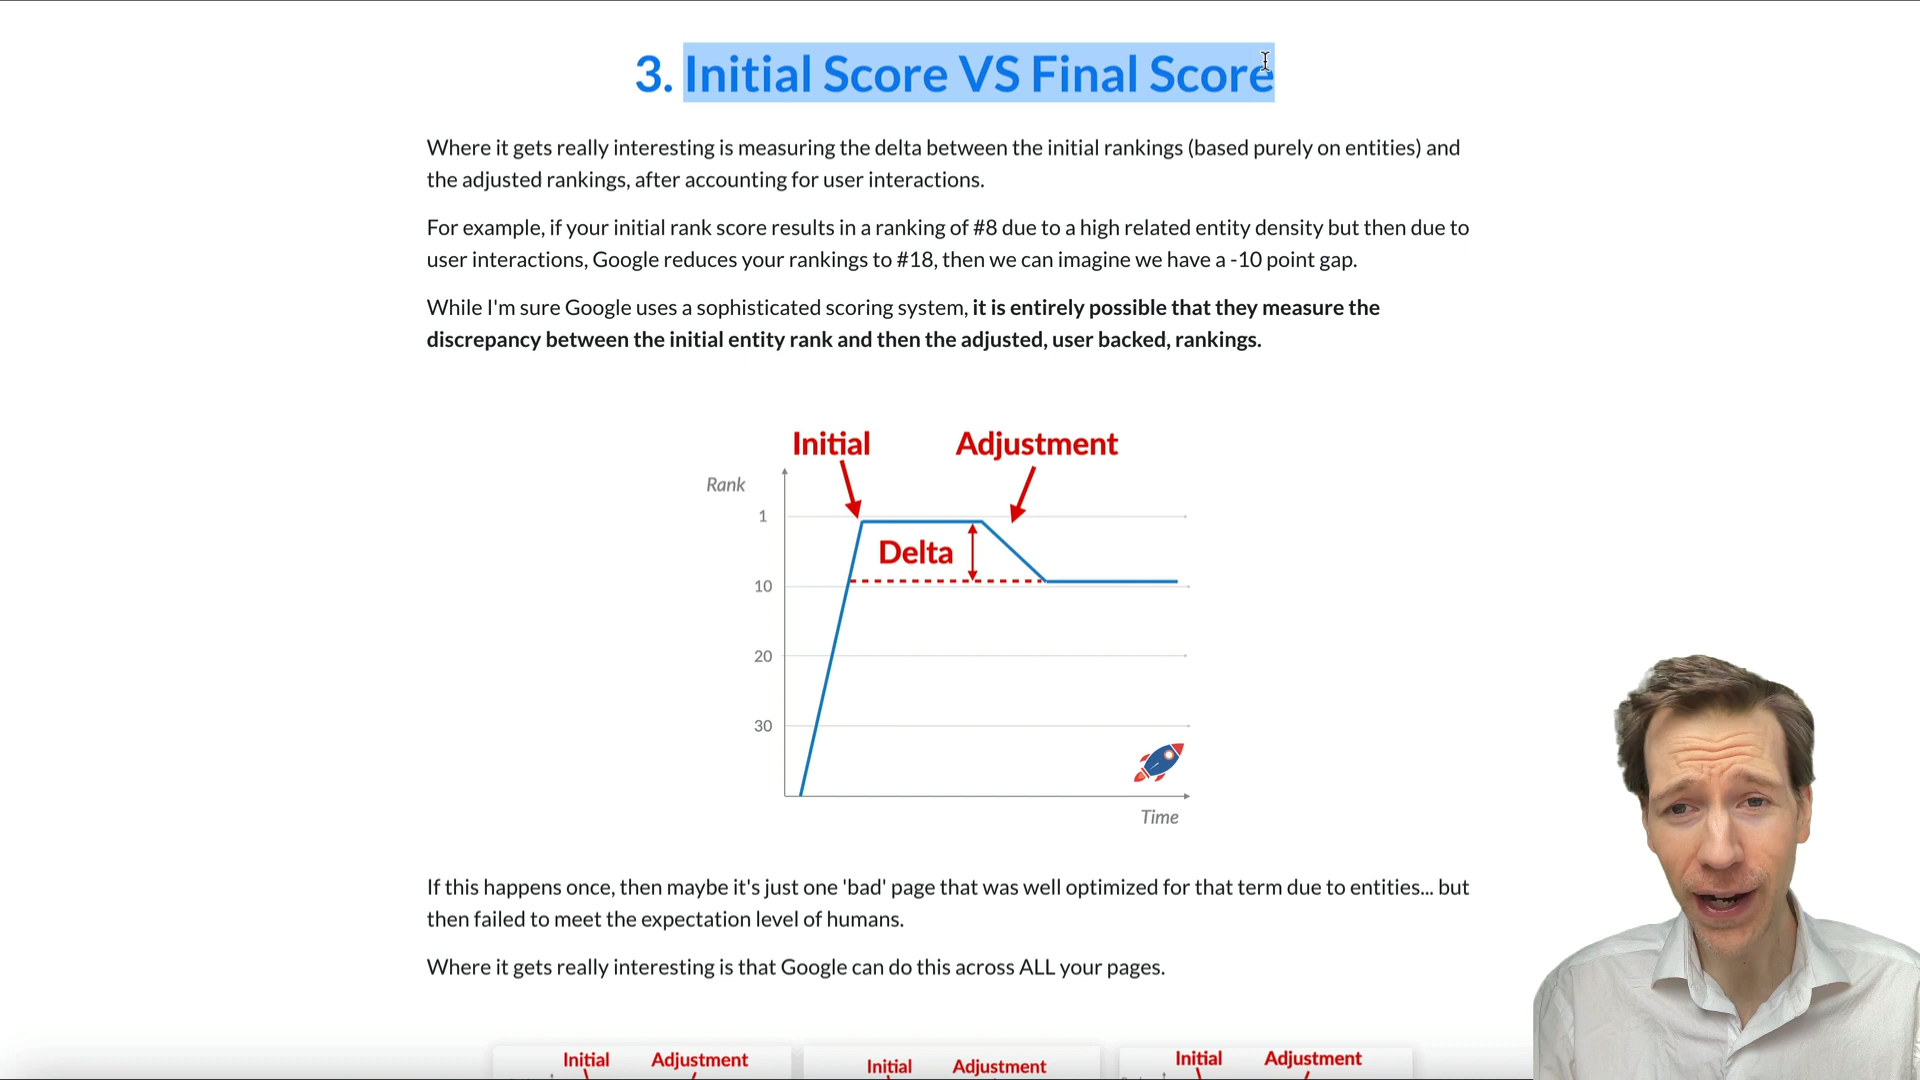 3. Initial Score VS Final Score
Where it gets really interesting is measuring the delta between the initial rankings (based purely on entities) and
the adjusted rankings, after accounting for user interactions.
For example, if your initial rank score results in a ranking of #8 due to a high related entity density but then due to
user interactions, Google reduces your rankings to #18, then we can imagine we have a -10 point gap.
While I'm sure Google uses a sophisticated scoring system, it is entirely possible that they measure the
discrepancy between the initial entity rank and then the adjusted, user backed, rankings.
Initial
Adjustment
Rank
1
Delta
10
20
30
Time
If this happens once, then maybe it's just one 'bad' page that was well optimized for that term due to entities... but
then failed to meet the expectation level of humans.
Where it gets really interesting is that Google can do this across ALL your pages.
Initial Adjustment
Initial Adjustment
Initial Adjustment